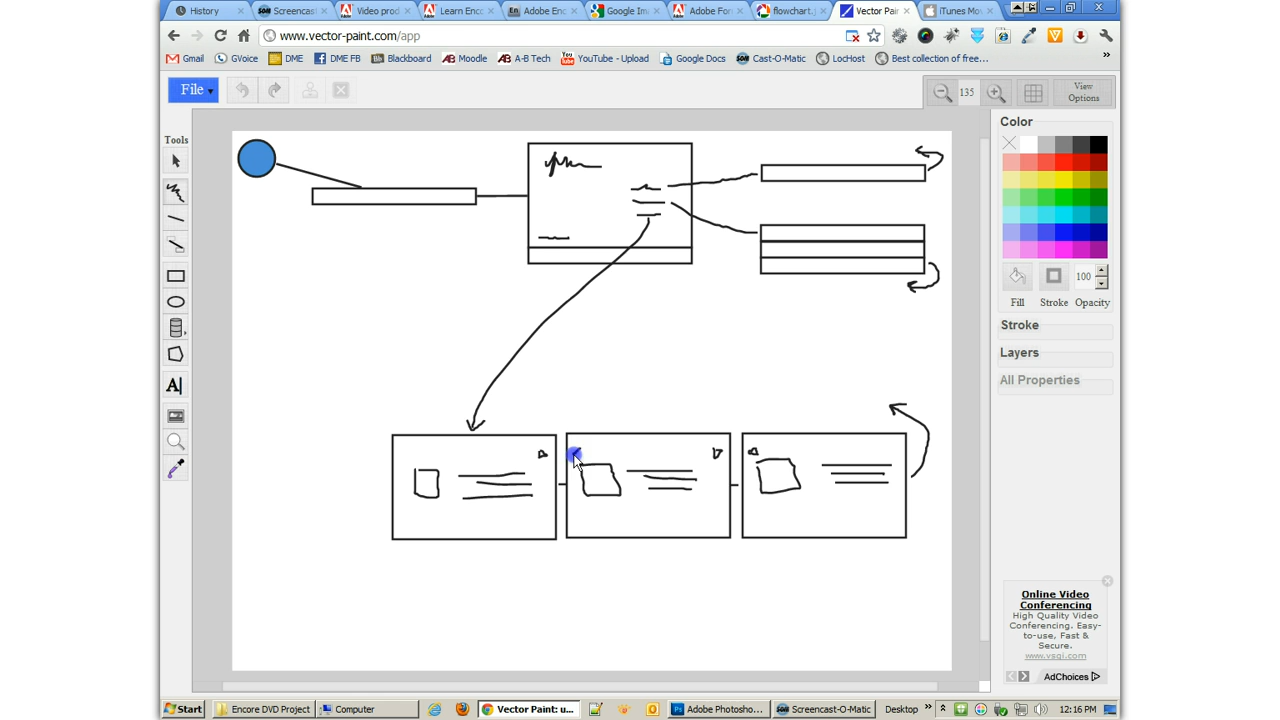 History
Screencast
Video prod
Learn Enco
Adobe Enc
Google Ima
Adobe For
flowchart.j
Vector Pain
iTunes Mov
www.vector-paint.com/app
Gmail
GVoice
DME
DME FB
Blackboard
Moodle
A-B Tech
YouTube - Upload
Google Docs
Cast-O-Matic
LocHost
Best collection of free...
File
135
View
Options
Tools
A
Color
100
Fill
Stroke
Opacity
Stroke
Layers
All Properties
Online Video
Conferencing
High Quality Video
Conferencing. Easy-
to-use, Fast &
Secure.
www.vsgi.com
AdChoices
Start
Encore DVD Project
Computer
Vector Paint: u...
Adobe Photosho...
Screencast-O-Matic
Desktop
12:16 PM